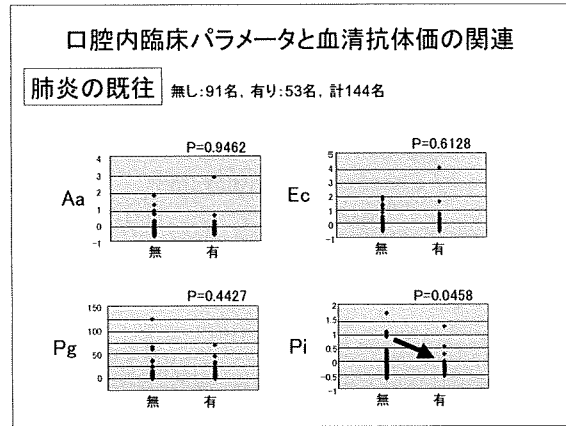 口腔内臨床パラメータと血清抗体価の関連
肺炎の既往 無し:91名, 有り:53名, 計144名
P=0.9462
Aa
4
3
2
1
0
-1
無 有
P=0.6128
Ec
5
4
3
2
1
0
-1
無 有
P=0.4427
Pg
150
100
50
0
無 有
P=0.0458
Pi
2
1.5
1
0.5
0
-0.5
-1
無 有